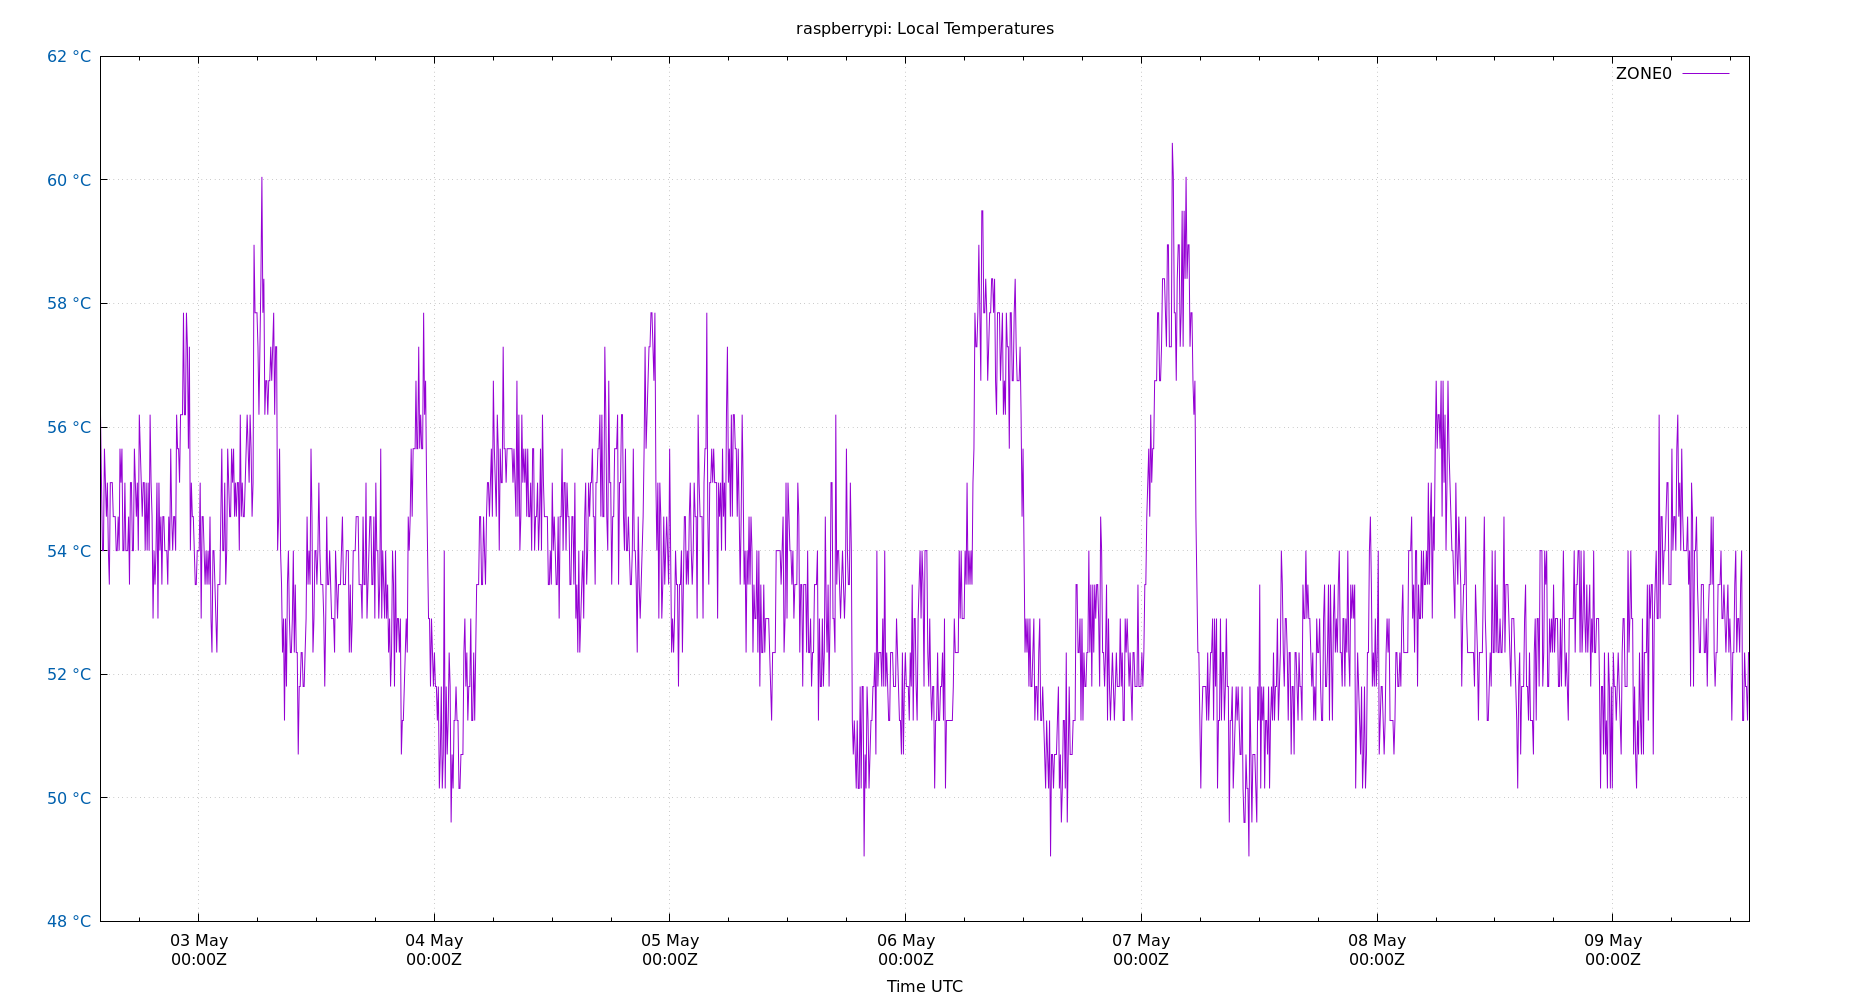 raspberrypi: Local Temperatures
62 °C
ZONE0
60 °C
58 °C
56 °C
54 °C
52 °C
50 °C
48 °C
03 May 04 May 05 May 06 May 07 May 08 May 09 May
00:00Z 00:00Z 00:00Z 00:00Z 00:00Z 00:00Z 00:00Z
Time UTC